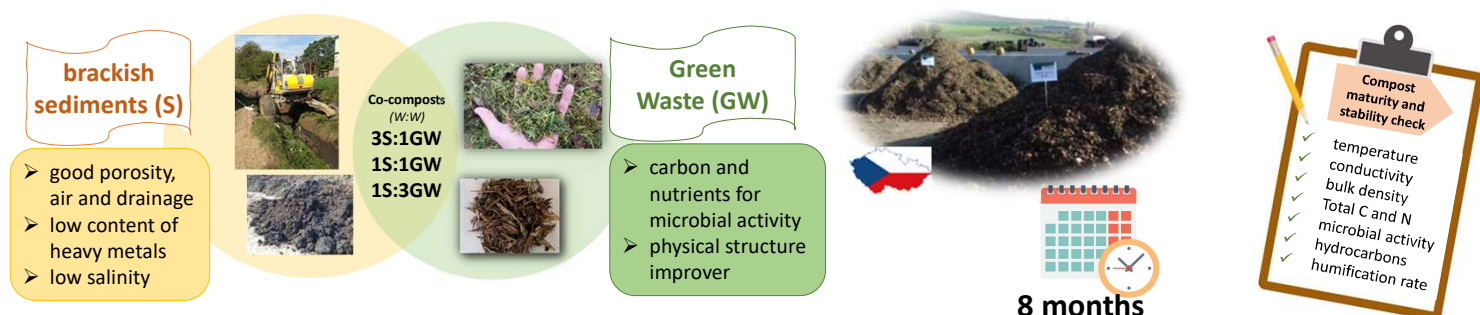 brackish
sediments (S)
➢ good porosity,
air and drainage
➢ low content of
heavy metals
➢ low salinity
Co-composts
(W:W)
3S:1GW
1S:1GW
1S:3GW
Green
Waste (GW)
➢ carbon and
nutrients for
microbial activity
➢ physical structure
improver
8 months
Compost
maturity and
stability check
✓ temperature
✓ conductivity
✓ bulk density
✓ Total C and N
✓ microbial activity
✓ hydrocarbons
✓ humification rate